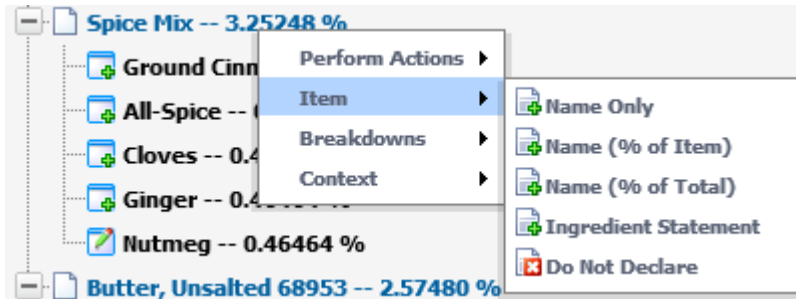 Spice Mix -- 3.25248 %
Ground Cinn
All-Spice --
Cloves -- 0.4
Ginger -- 0.
Nutmeg -- 0.46464 %
Butter, Unsalted 68953 -- 2.57480 %
Perform Actions
Item
Breakdowns
Context
Name Only
Name (% of Item)
Name (% of Total)
Ingredient Statement
Do Not Declare